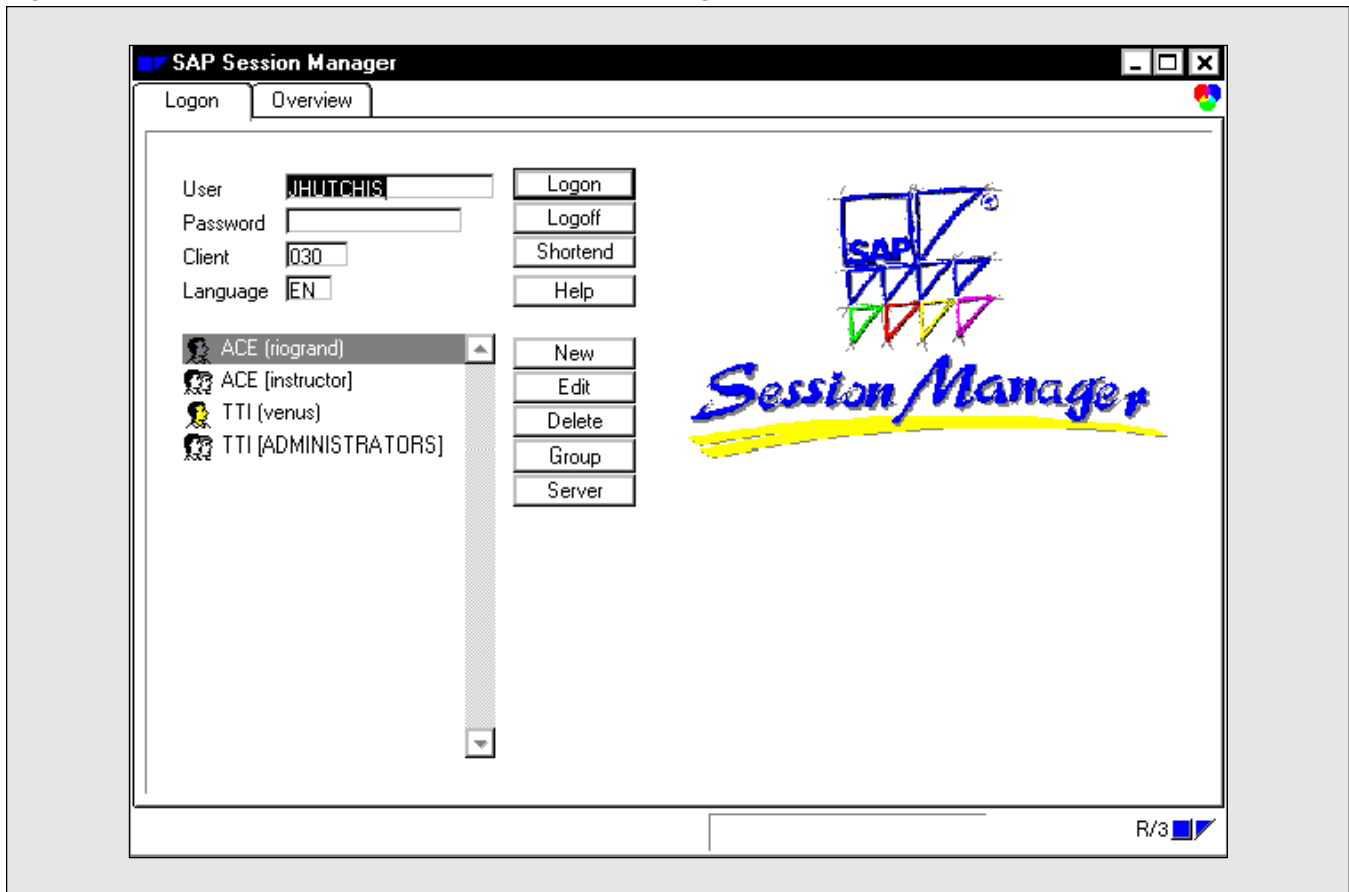 SAP Session Manager
Logon Overview
User JHUTCHIS
Password
Client 030
Language EN
Logon
Logoff
Shortend
Help
ACE (riogrand)
ACE [instructor]
TTI (venus)
TTI [ADMINISTRATORS]
New
Edit
Delete
Group
Server
SAP
Session Manager
R/3